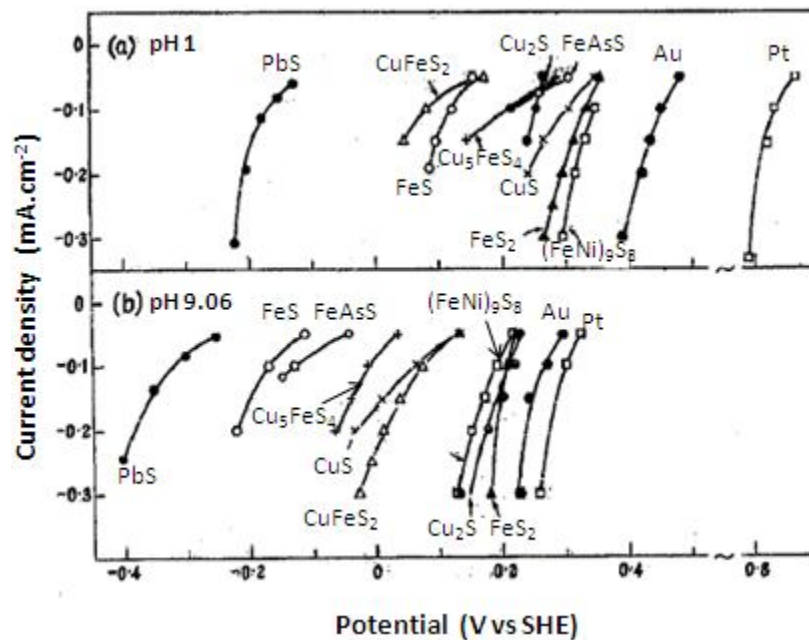 (a) pH 1
PbS
CuFeS2
Cu2S
FeAsS
Au
Pt
Cu5FeS4
FeS
CuS
FeS2
(FeNi)9S8
0
-0.1
-0.2
-0.3
(b) pH 9.06
FeS
FeAsS
(FeNi)9S8
Au
Pt
Cu5FeS4
CuS
PbS
CuFeS2
Cu2S
FeS2
0
-0.1
-0.2
-0.3
-0.4
-0.2
0
0.2
0.4
0.6
Current density (mA.cm-2)
Potential (V vs SHE)